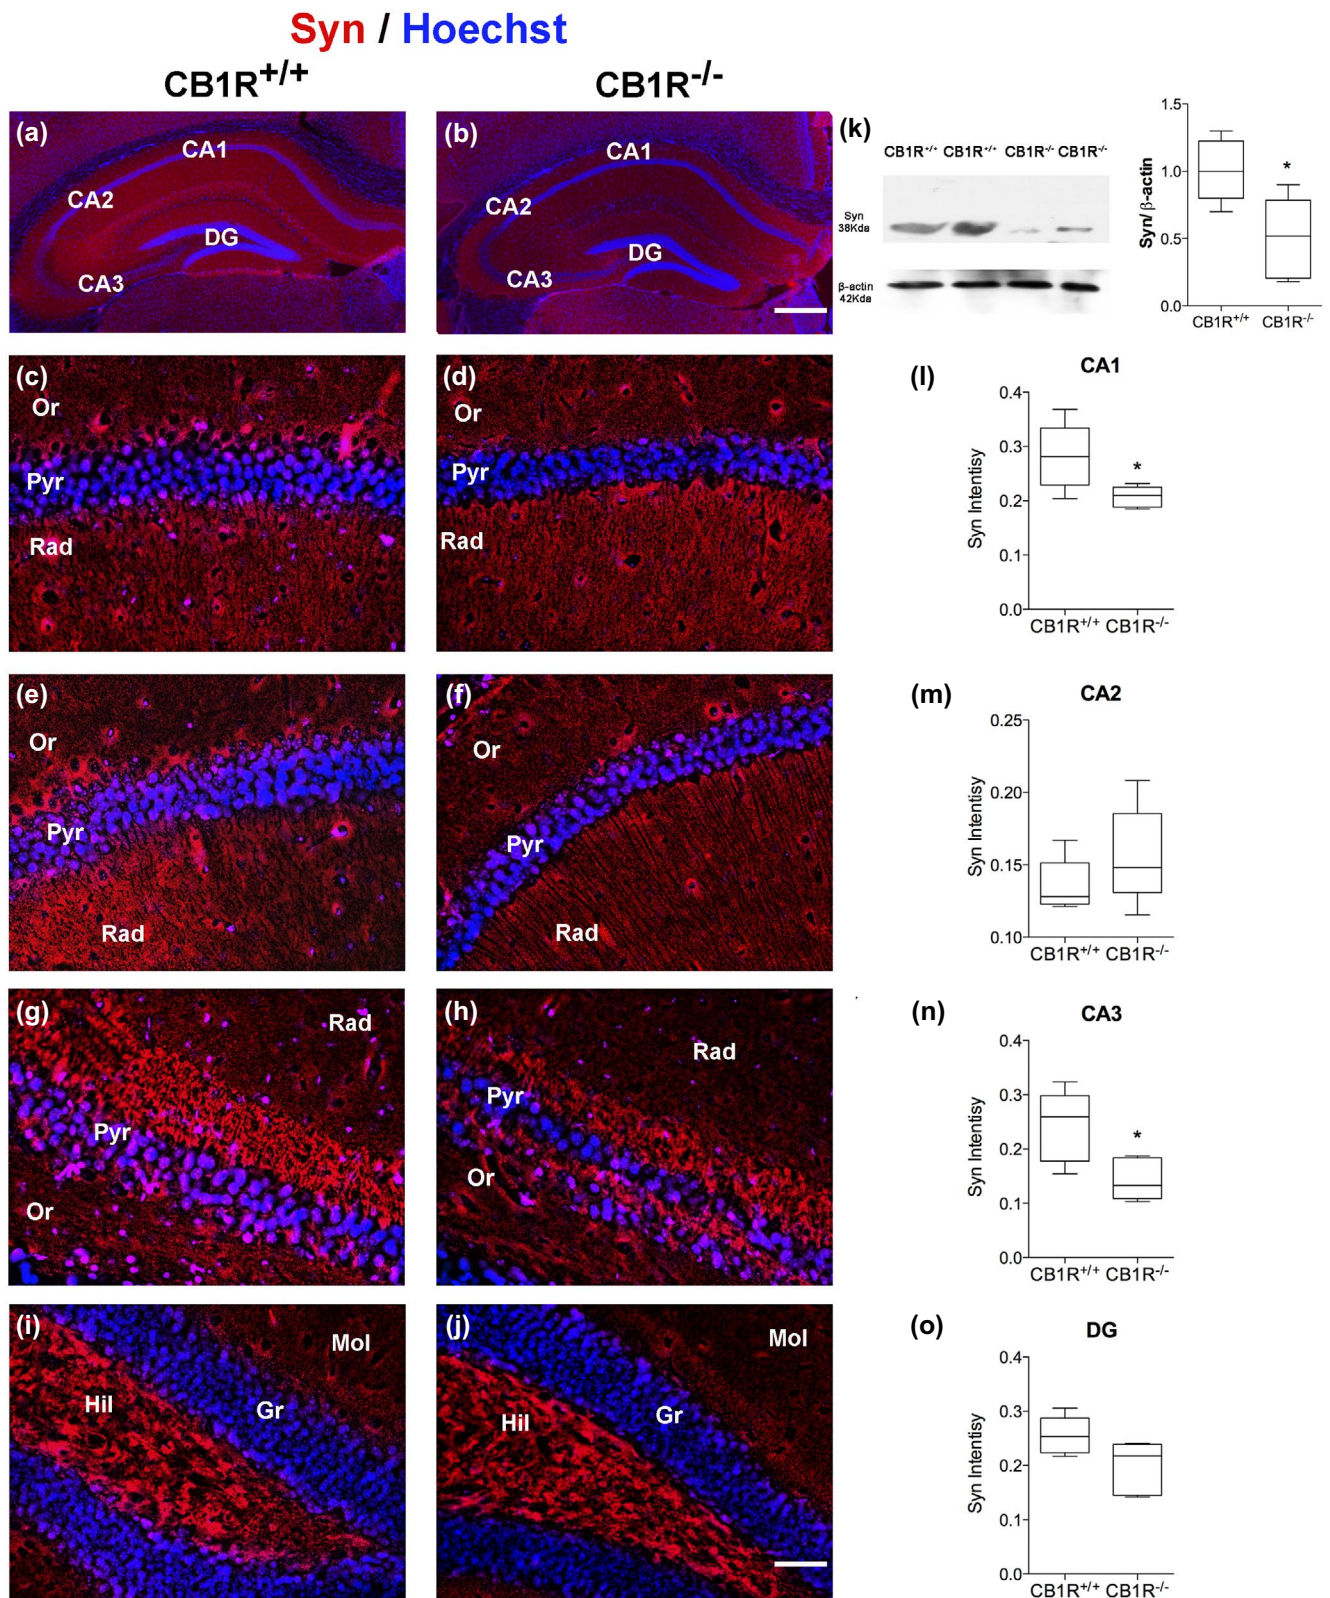 Syn / Hoechst
CB1R+/+
CB1R-/-
(a)
CA1
CA2
DG
CA3
(b)
CA1
CA2
DG
CA3
(k)
CB1R+/+ CB1R+/+ CB1R-/- CB1R-/-
Syn
38Kda
β-actin
42Kda
Syn/β-actin
1.5
1.0
0.5
0.0
*
CB1R+/+ CB1R-/-
(c)
Or
Pyr
Rad
(d)
Or
Pyr
Rad
(l)
CA1
Syn Intentisy
0.4
0.3
0.2
0.1
0.0
*
CB1R+/+ CB1R-/-
(e)
Or
Pyr
Rad
(f)
Or
Pyr
Rad
(m)
CA2
Syn Intentisy
0.25
0.20
0.15
0.10
CB1R+/+ CB1R-/-
(g)
Rad
Pyr
Or
(h)
Rad
Pyr
Or
(n)
CA3
Syn Intentisy
0.4
0.3
0.2
0.1
0.0
*
CB1R+/+ CB1R-/-
(i)
Mol
Hil
Gr
(j)
Mol
Hil
Gr
(o)
DG
Syn Intentisy
0.4
0.3
0.2
0.1
0.0
CB1R+/+ CB1R-/-